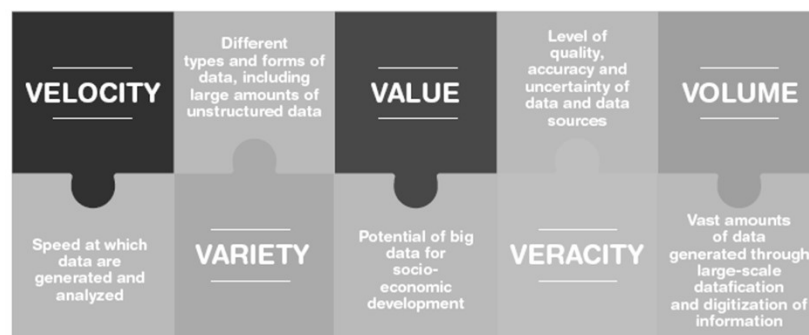 VELOCITY
Different
types and forms of
data, including
large amounts of
unstructured data
VALUE
Level of
quality,
accuracy and
uncertainty of
data and data
sources
VOLUME
Speed at which
data are
generated and
analyzed
VARIETY
Potential of big
data for
socio-
economic
development
VERACITY
Vast amounts
of data
generated through
large-scale
datafication
and digitization of
information